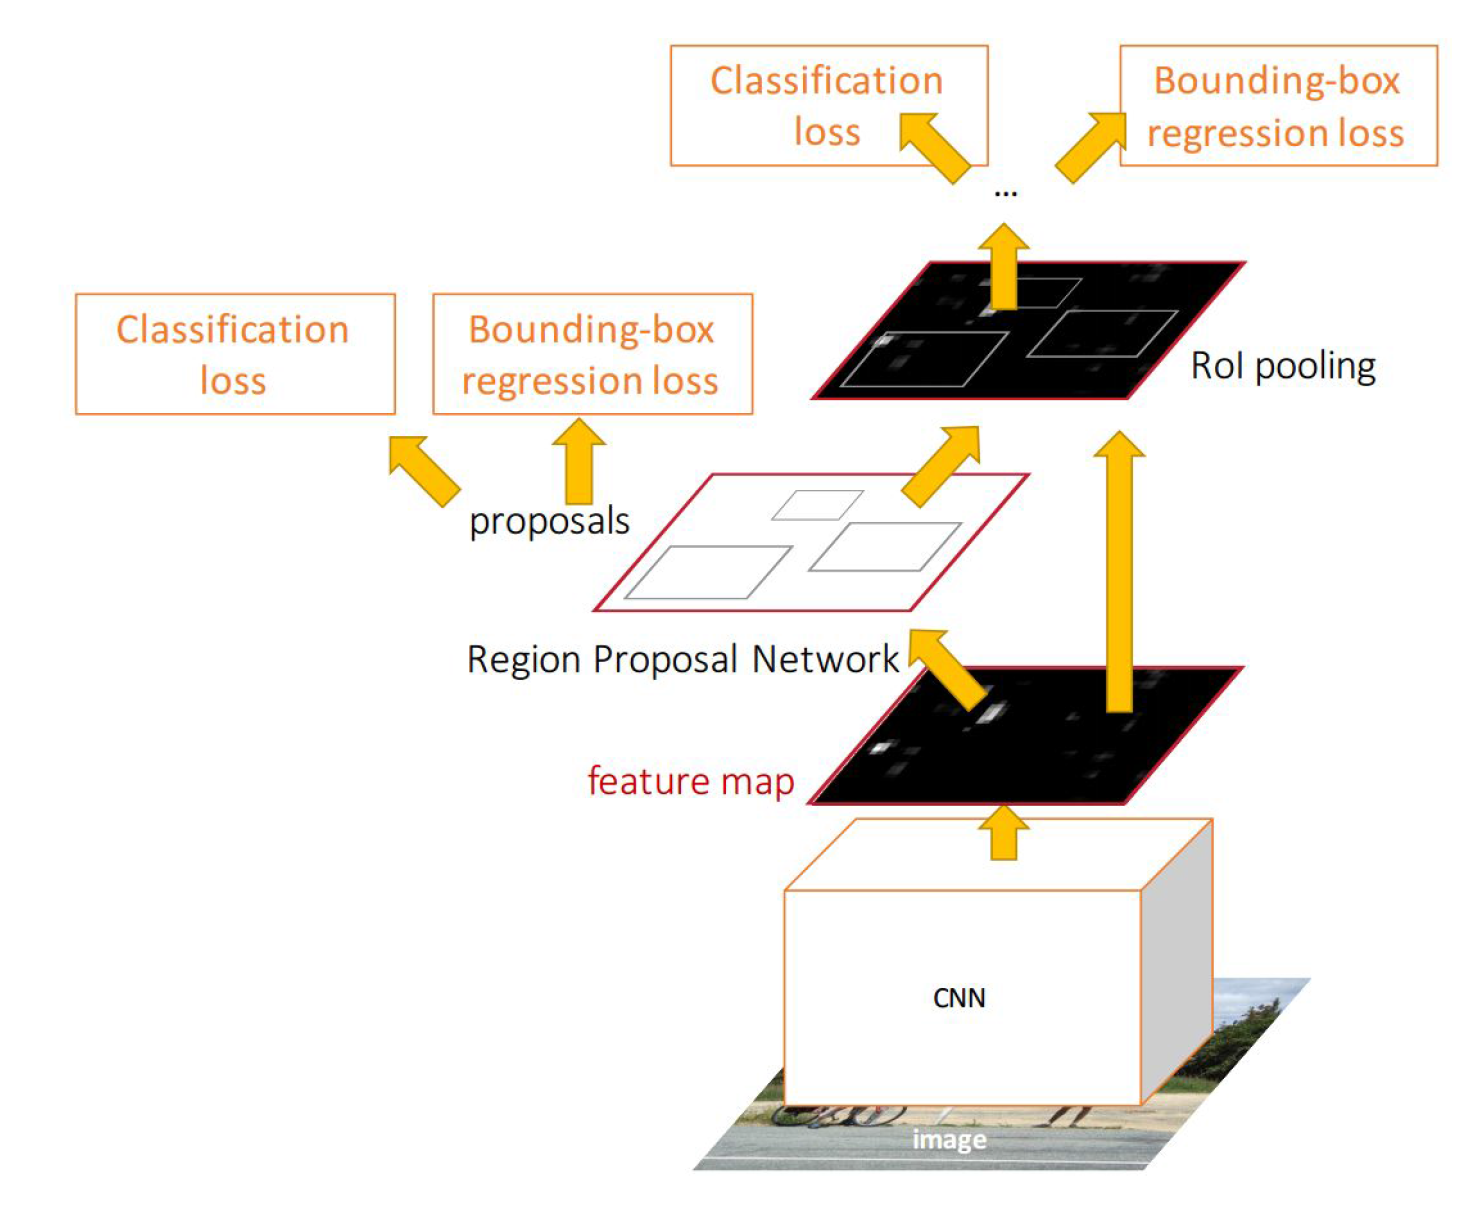 Classification
loss
Bounding-box
regression loss
...
Classification
loss
Bounding-box
regression loss
RoI pooling
proposals
Region Proposal Network
feature map
CNN
image